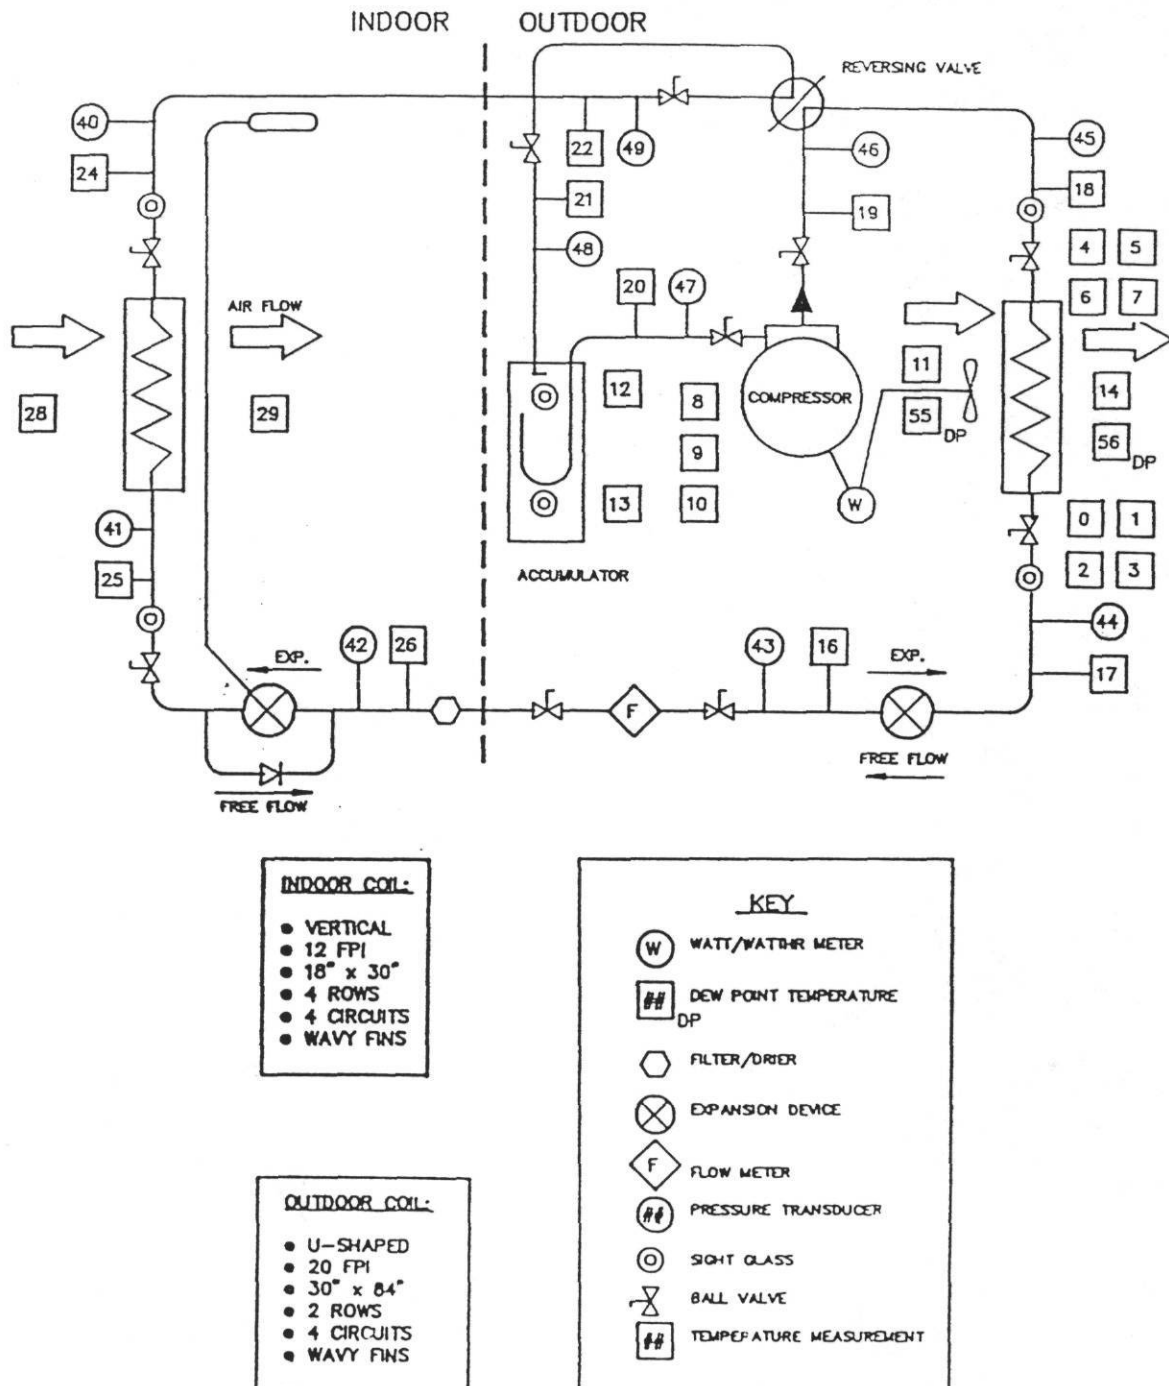 INDOOR OUTDOOR
REVERSING VALVE
40
24
22
49
46
45
21
19
18
48
4 5
20
47
6 7
AIR FLOW
28
29
12
8
COMPRESSOR
11
55 DP
14
9
56 DP
13
10
W
41
0 1
25
ACCUMULATOR
2 3
44
EXP.
42
26
43
16
EXP.
17
F
FREE FLOW
FREE FLOW
INDOOR COIL:
● VERTICAL
● 12 FPI
● 18" x 30"
● 4 ROWS
● 4 CIRCUITS
● WAVY FINS
OUTDOOR COIL:
● U-SHAPED
● 20 FPI
● 30" x 84"
● 2 ROWS
● 4 CIRCUITS
● WAVY FINS
KEY
W WATT/WATTHR METER
## DP DEW POINT TEMPERATURE
FILTER/DRIER
EXPANSION DEVICE
F FLOW METER
## PRESSURE TRANSDUCER
SIGHT GLASS
BALL VALVE
## TEMPERATURE MEASUREMENT